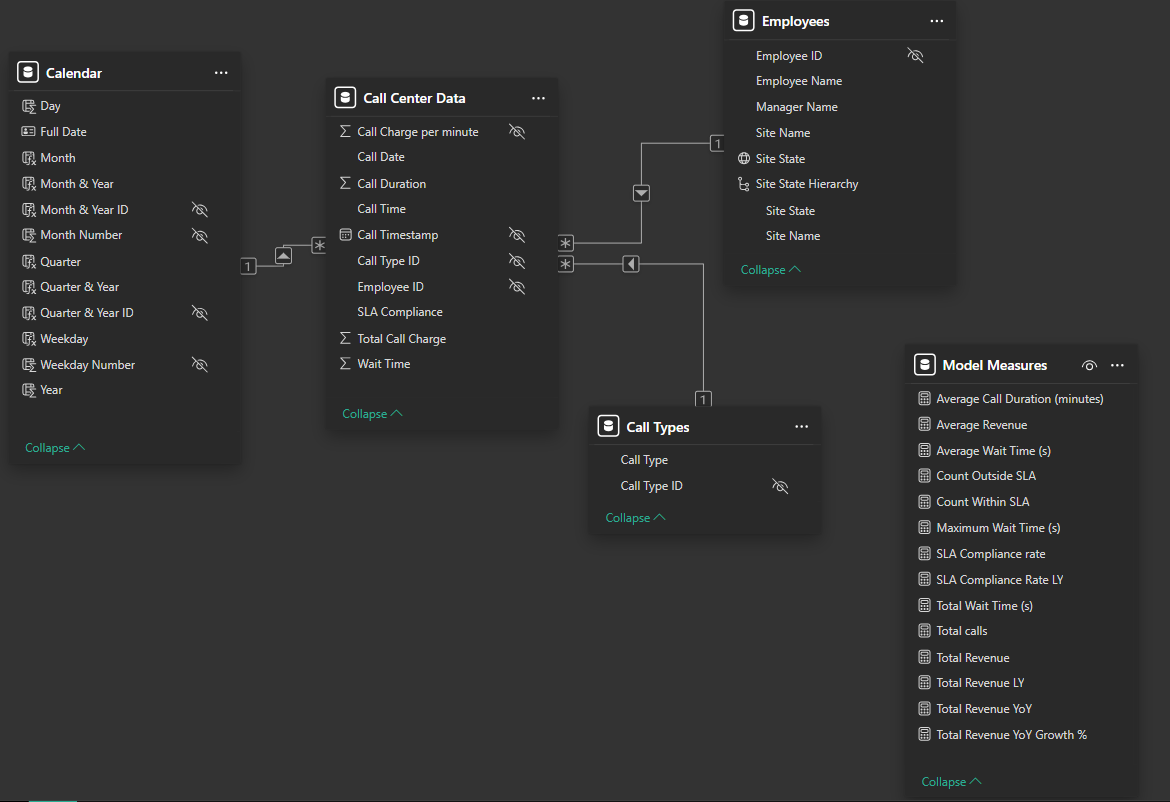 Calendar
Day
Full Date
Month
Month & Year
Month & Year ID
Month Number
Quarter
Quarter & Year
Quarter & Year ID
Weekday
Weekday Number
Year
Collapse
1
*
Call Center Data
Call Charge per minute
Call Date
Call Duration
Call Time
Call Timestamp
Call Type ID
Employee ID
SLA Compliance
Total Call Charge
Wait Time
Collapse
*
*
1
1
Employees
Employee ID
Employee Name
Manager Name
Site Name
Site State
Site State Hierarchy
Site State
Site Name
Collapse
Call Types
Call Type
Call Type ID
Collapse
Model Measures
Average Call Duration (minutes)
Average Revenue
Average Wait Time (s)
Count Outside SLA
Count Within SLA
Maximum Wait Time (s)
SLA Compliance rate
SLA Compliance Rate LY
Total Wait Time (s)
Total calls
Total Revenue
Total Revenue LY
Total Revenue YoY
Total Revenue YoY Growth %
Collapse